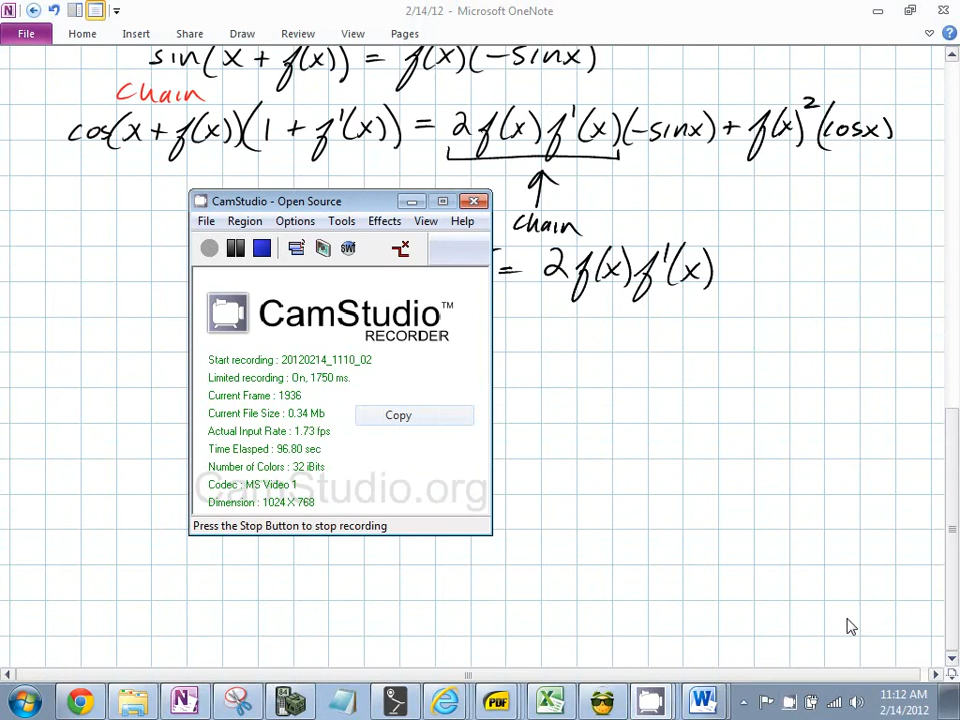 2/14/12 - Microsoft OneNote
File Home Insert Share Draw Review View Pages
sin(x + f(x)) = f(x)(-sinx)
Chain
cos(x + f(x))(1 + f'(x)) = 2f(x)f'(x)(-sinx) + f(x)²(cosx)
chain
= 2f(x)f'(x)
CamStudio - Open Source
File Region Options Tools Effects View Help
SWF
CamStudio™
RECORDER
Start recording : 20120214_1110_02
Limited recording : On, 1750 ms.
Current Frame : 1936
Current File Size : 0.34 Mb
Copy
Actual Input Rate : 1.73 fps
Time Elasped : 96.80 sec
Number of Colors : 32 iBits
Codec : MS Video 1
CamStudio.org
Dimension : 1024 X 768
Press the Stop Button to stop recording
PDF
11:12 AM
2/14/2012